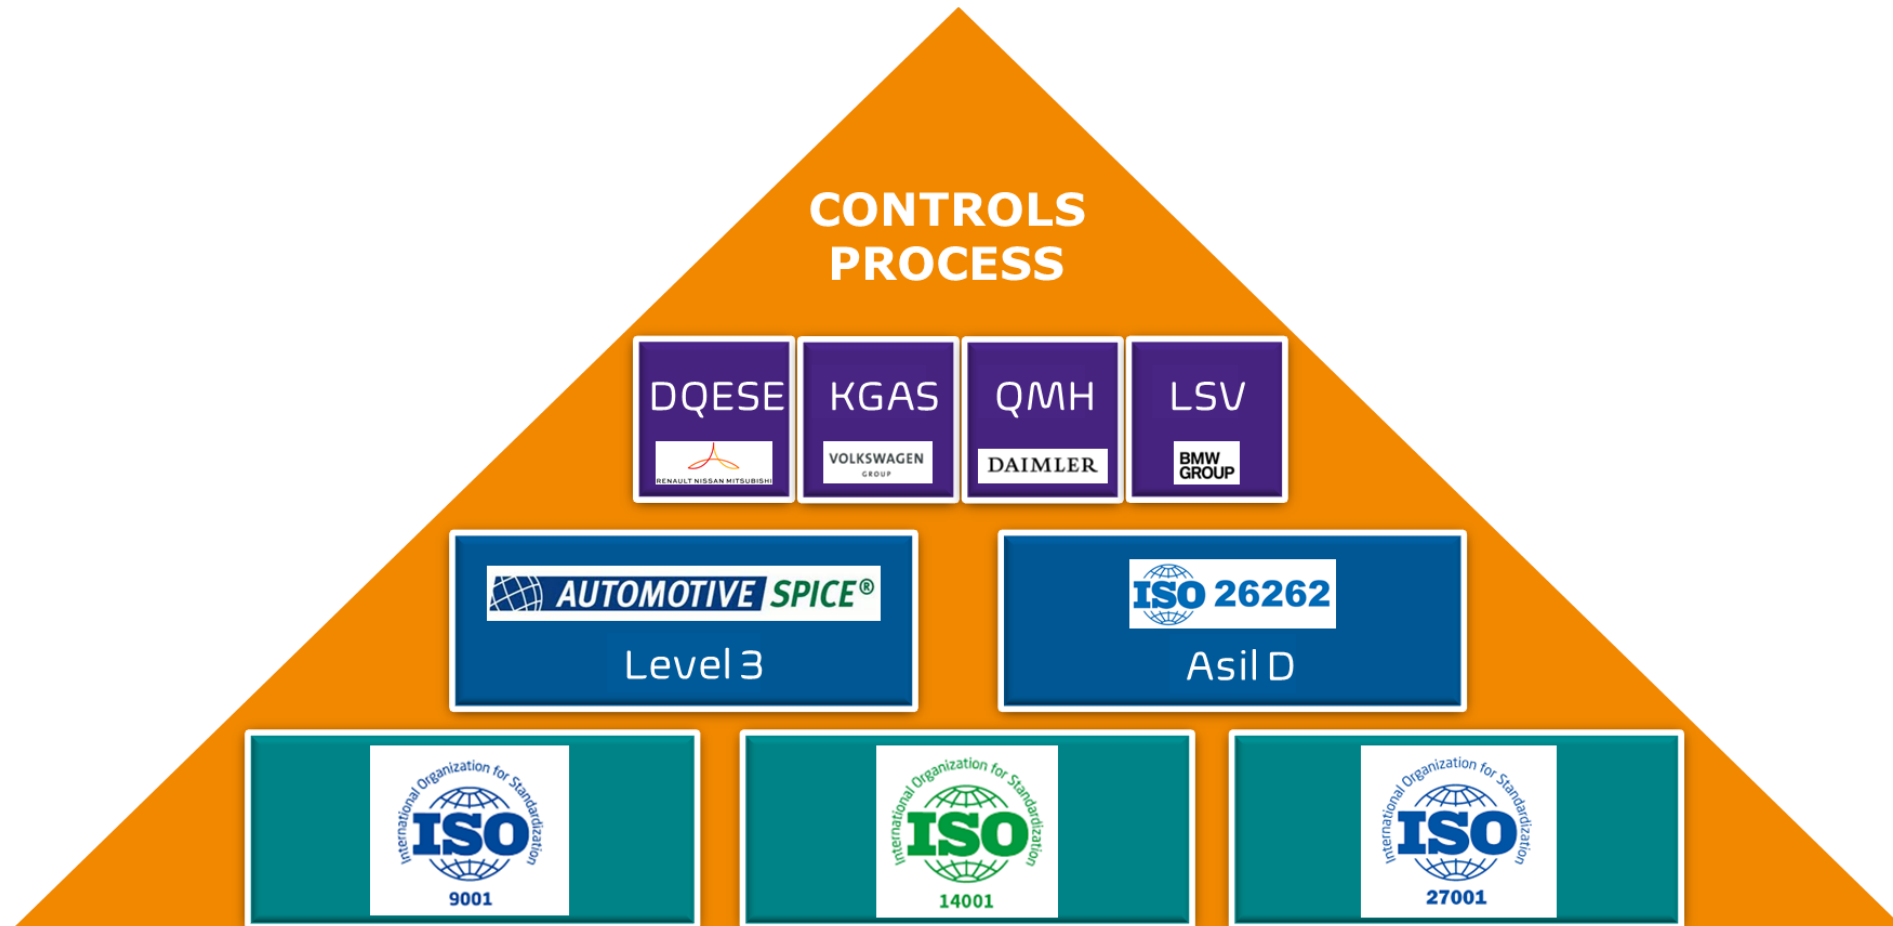 CONTROLS
PROCESS
DQESE
RENAULT NISSAN MITSUBISHI
KGAS
VOLKSWAGEN
GROUP
QMH
DAIMLER
LSV
BMW
GROUP
AUTOMOTIVE SPICE®
Level 3
ISO 26262
Asil D
International Organization for Standardization
ISO
9001
International Organization for Standardization
ISO
14001
International Organization for Standardization
ISO
27001